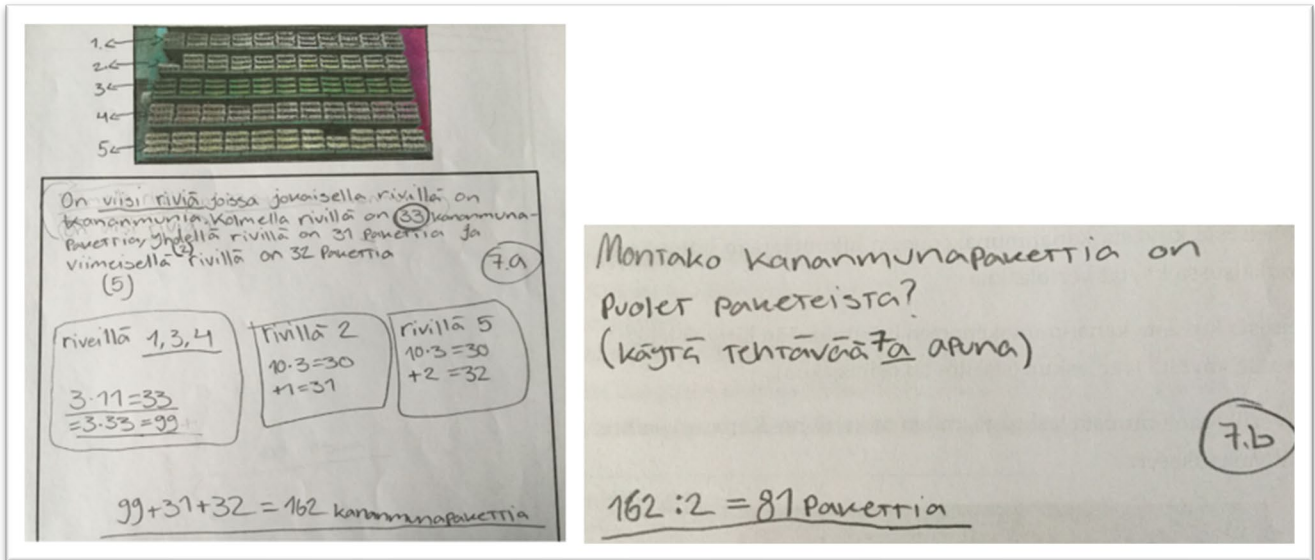 1.
2.
3
4
5
On viisi riviä joissa jokaisella rivillä on
kananmunia. Kolmella rivillä on 33 kananmuna-
pakettia, yhdellä rivillä on 31 pakettia ja
(2)
viimeisellä rivillä on 32 pakettia
(5)
7.a
riveillä 1,3,4
3·11=33
=3·33=99
rivillä 2
10·3=30
+1=31
rivillä 5
10·3=30
+2=32
99+31+32=162 kananmunapakettia
Montako kananmunapakettia on
puolet paketeista?
(käytä tehtävää 7a apuna)
7.b
162:2=81 pakettia